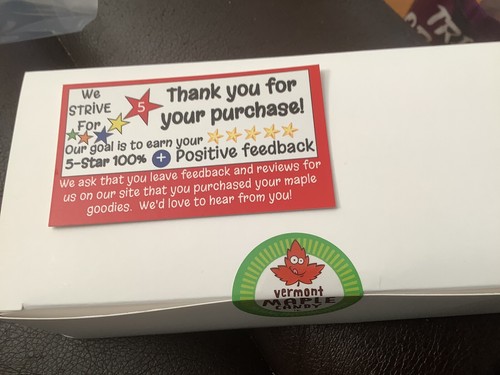 We
STRIVE
For
5
Thank you for
your purchase!
Our goal is to earn your
5-Star 100% + Positive feedback
We ask that you leave feedback and reviews for
us on our site that you purchased your maple
goodies. We'd love to hear from you!
vermont
MAPLE
CANDY